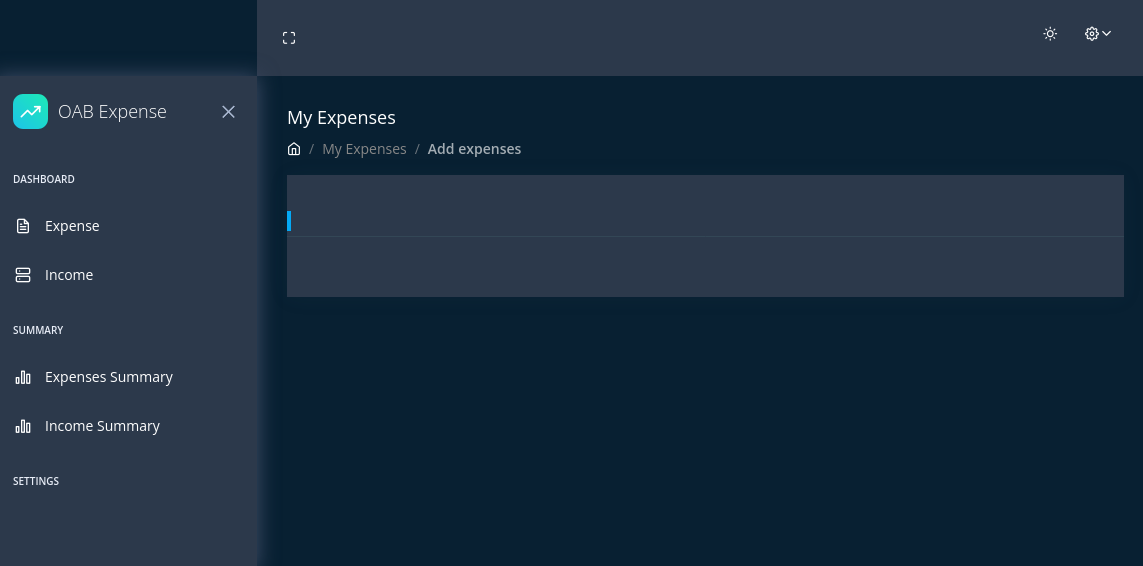 OAB Expense
DASHBOARD
Expense
Income
SUMMARY
Expenses Summary
Income Summary
SETTINGS
My Expenses
/ My Expenses / Add expenses